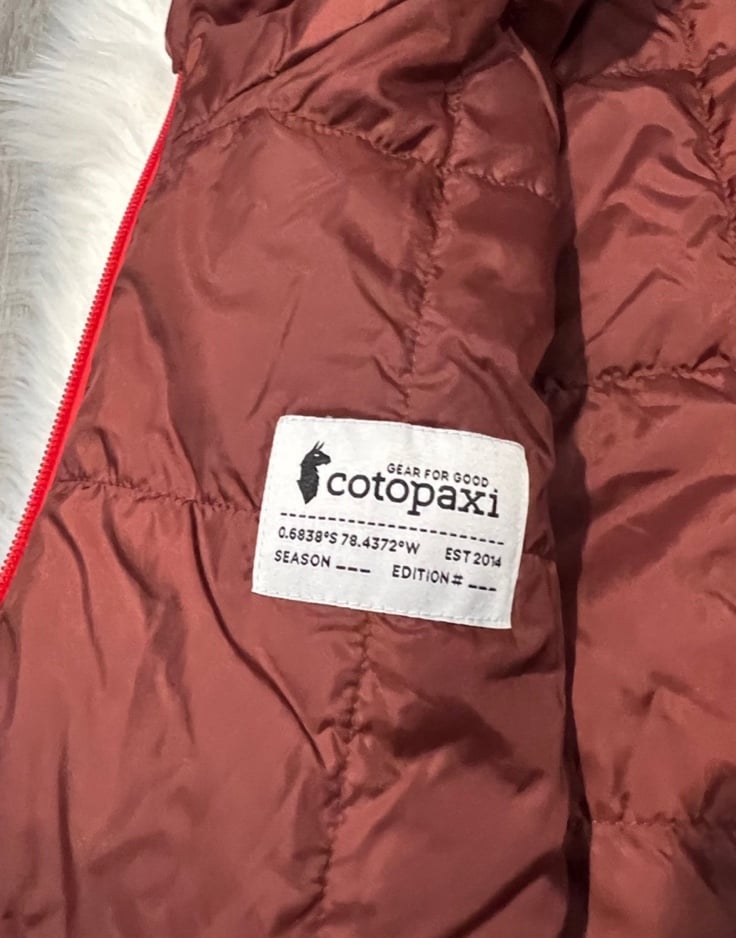 GEAR FOR GOOD
cotopaxi
0.6838°S 78.4372°W EST 2014
SEASON ___ EDITION# ___